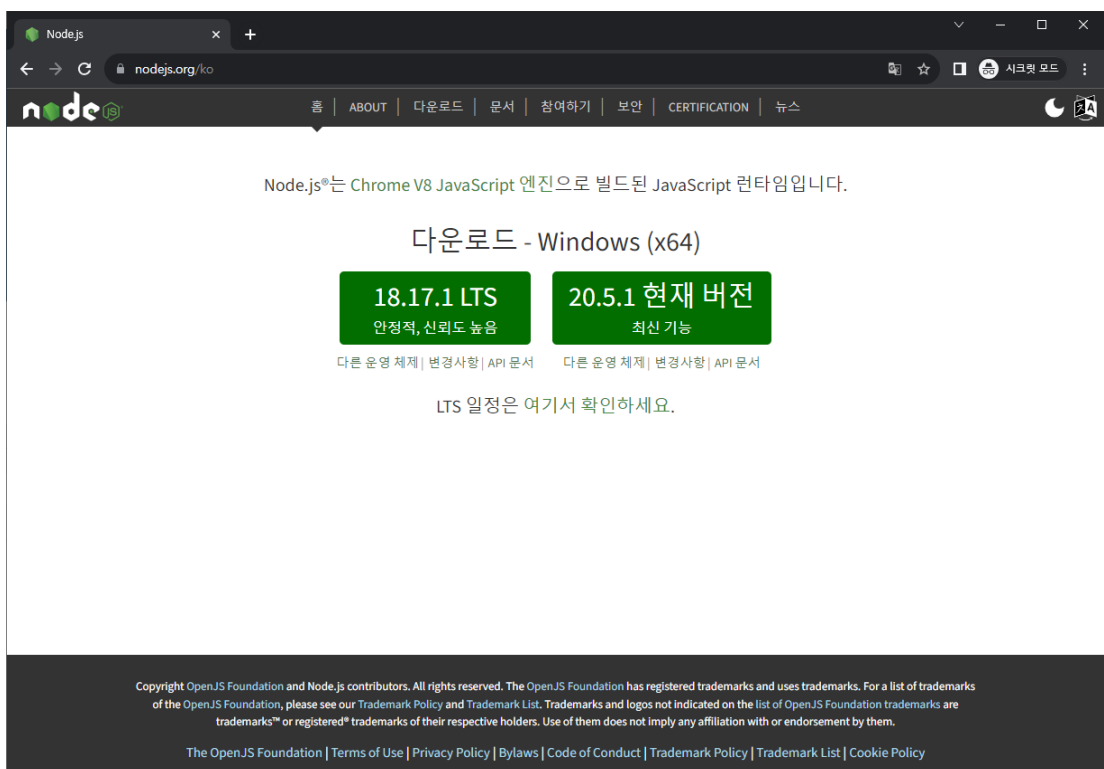 Node.js
nodejs.org/ko
시크릿 모드
node JS
홈 | ABOUT | 다운로드 | 문서 | 참여하기 | 보안 | CERTIFICATION | 뉴스
Node.js®는 Chrome V8 JavaScript 엔진으로 빌드된 JavaScript 런타임입니다.
다운로드 - Windows (x64)
18.17.1 LTS
안정적, 신뢰도 높음
20.5.1 현재 버전
최신 기능
다른 운영 체제 | 변경사항 | API 문서
다른 운영 체제 | 변경사항 | API 문서
LTS 일정은 여기서 확인하세요.
Copyright OpenJS Foundation and Node.js contributors. All rights reserved. The OpenJS Foundation has registered trademarks and uses trademarks. For a list of trademarks
of the OpenJS Foundation, please see our Trademark Policy and Trademark List. Trademarks and logos not indicated on the list of OpenJS Foundation trademarks are
trademarks™ or registered® trademarks of their respective holders. Use of them does not imply any affiliation with or endorsement by them.
The OpenJS Foundation | Terms of Use | Privacy Policy | Bylaws | Code of Conduct | Trademark Policy | Trademark List | Cookie Policy